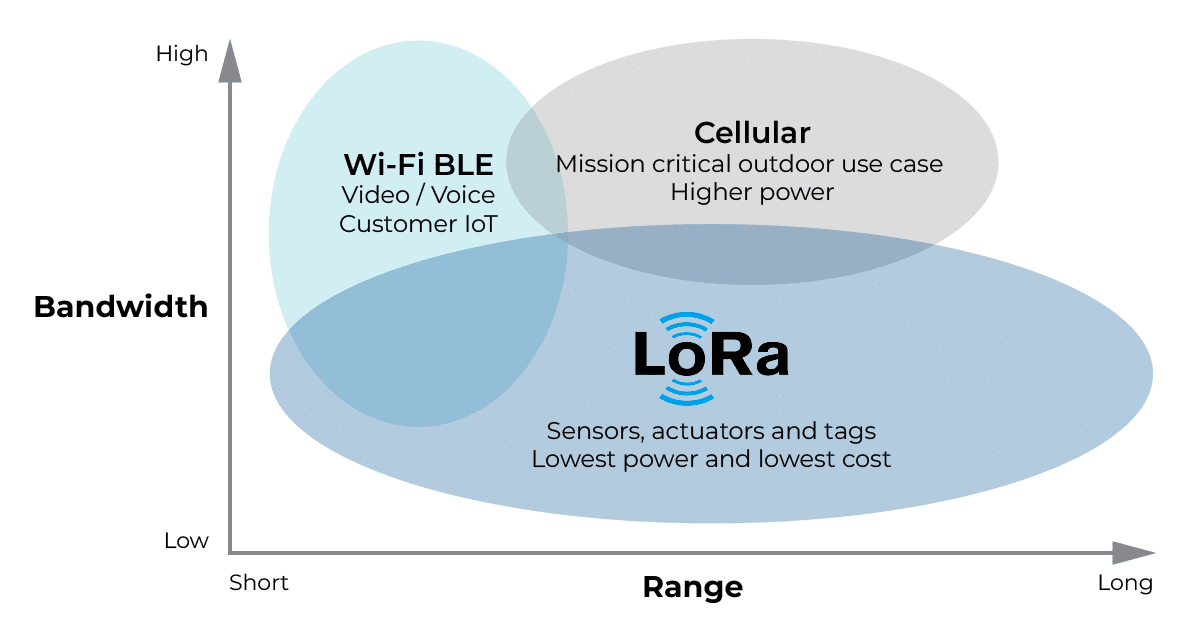 High
Wi-Fi BLE
Video / Voice
Customer IoT
Cellular
Mission critical outdoor use case
Higher power
Bandwidth
LoRa
Sensors, actuators and tags
Lowest power and lowest cost
Low
Short
Range
Long